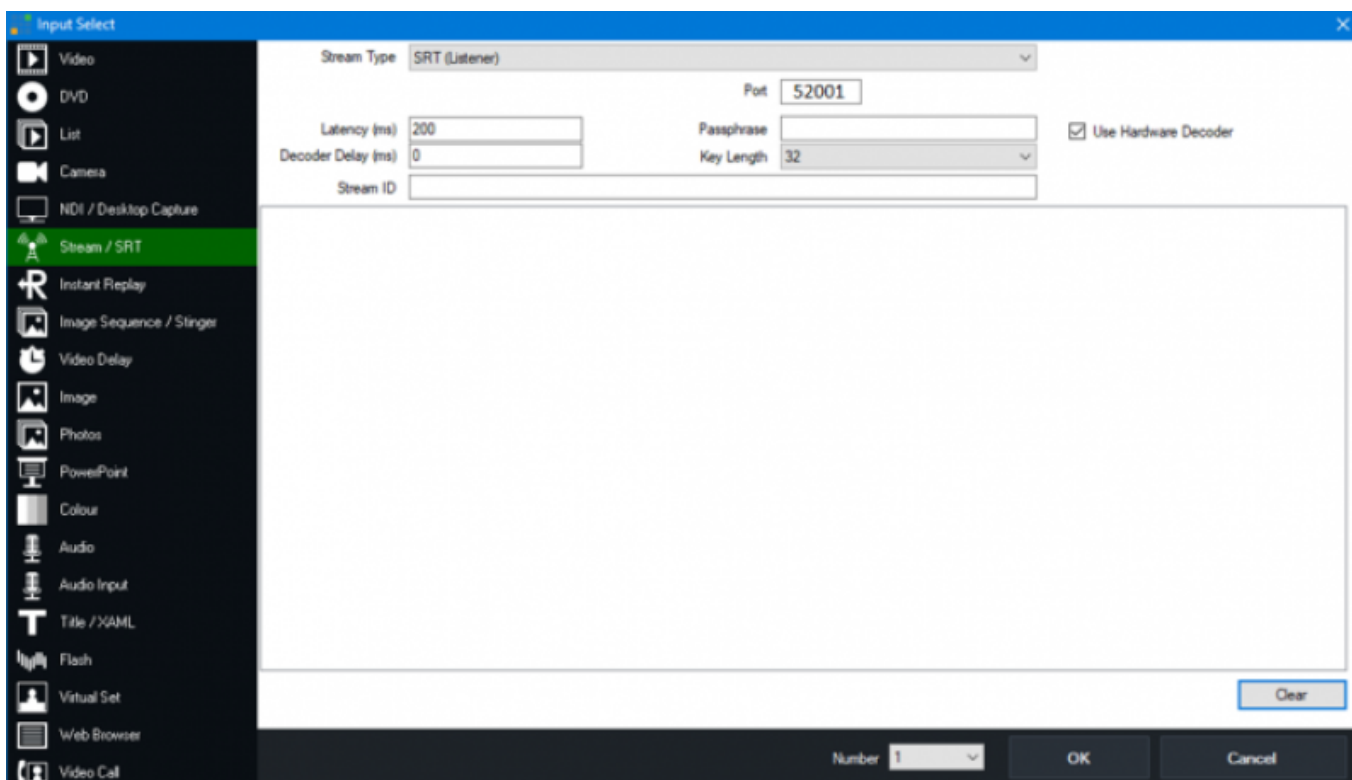 Input Select
Video
DVD
List
Camera
NDI / Desktop Capture
Stream / SRT
Instant Replay
Image Sequence / Stinger
Video Delay
Image
Photos
PowerPoint
Colour
Audio
Audio Input
Title / XAML
Flash
Virtual Set
Web Browser
Video Call
Stream Type SRT (Listener)
Port 52001
Latency (ms) 200 Passphrase Use Hardware Decoder
Decoder Delay (ms) 0 Key Length 32
Stream ID
Clear
Number 1 OK Cancel